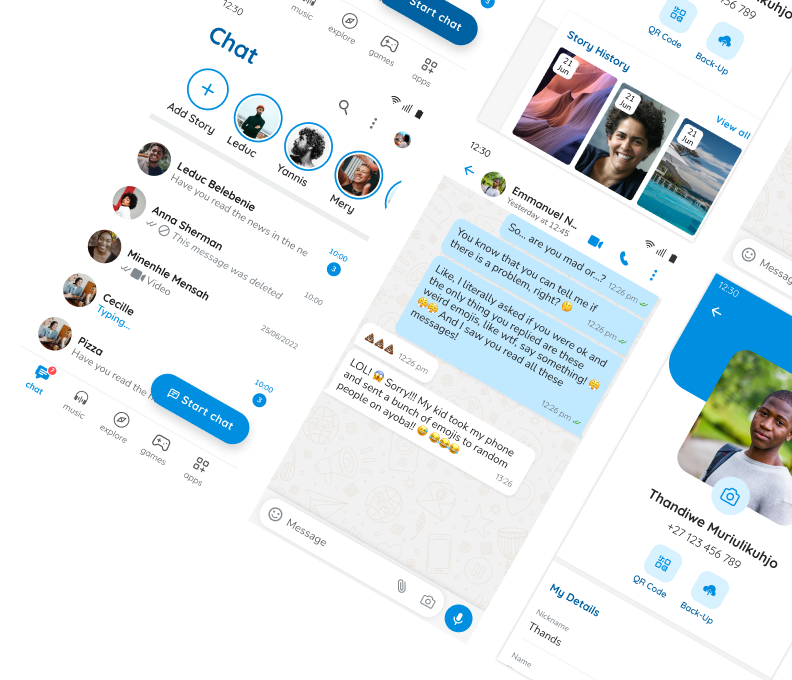 12.30
Chat
Add Story
Leduc
Yannis
Mery
Leduc Belebenie
Have you read the news in the ne
10:00
3
Anna Sherman
This message was deleted
10:00
Minenhle Mensah
Video
25/06/2022
Cecille
Typing...
Pizza
Have you read the n
10:00
3
Start chat
chat
music
explore
games
apps
music
explore
games
apps
Start chat
3
56 789
QR Code
Back-Up
Story History
View all
21
Jun
21
Jun
21
Jun
12:30
Emmanuel N...
Yesterday at 12:45
So... are you mad or...?
12:26 pm
You know that you can tell me if
there is a problem, right? 🤔
12:26 pm
Like, I literally asked if you were ok and
the only thing you replied are these
weird emojis, like wtf, say something! 🤗
🤗🤗 And I saw you read all these
messages!
12:26 pm
💩💩💩
12:26 pm
LOL! 😱 Sorry!!! My kid took my phone
and sent a bunch of emojis to random
people on ayoba!! 😅 😂😂😂
13:26
Message
12:30
Thandiwe Muriulikuhjo
+27 123 456 789
QR Code
Back-Up
My Details
Nickname
Thands
Name